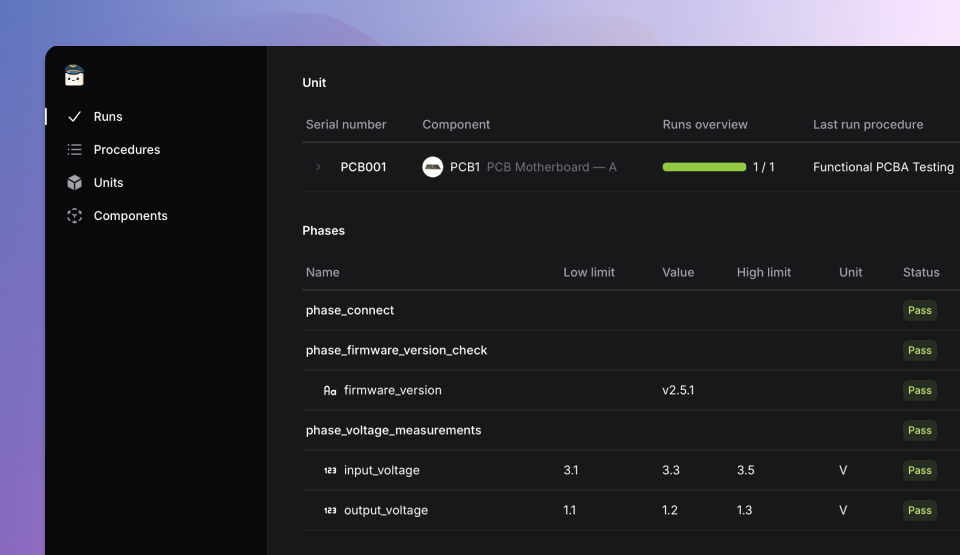 Runs
Procedures
Units
Components
Unit
Serial number Component Runs overview Last run procedure
PCB001 PCB1 PCB Motherboard — A 1 / 1 Functional PCBA Testing
Phases
Name Low limit Value High limit Unit Status
phase_connect Pass
phase_firmware_version_check Pass
Aa firmware_version v2.5.1 Pass
phase_voltage_measurements Pass
123 input_voltage 3.1 3.3 3.5 V Pass
123 output_voltage 1.1 1.2 1.3 V Pass